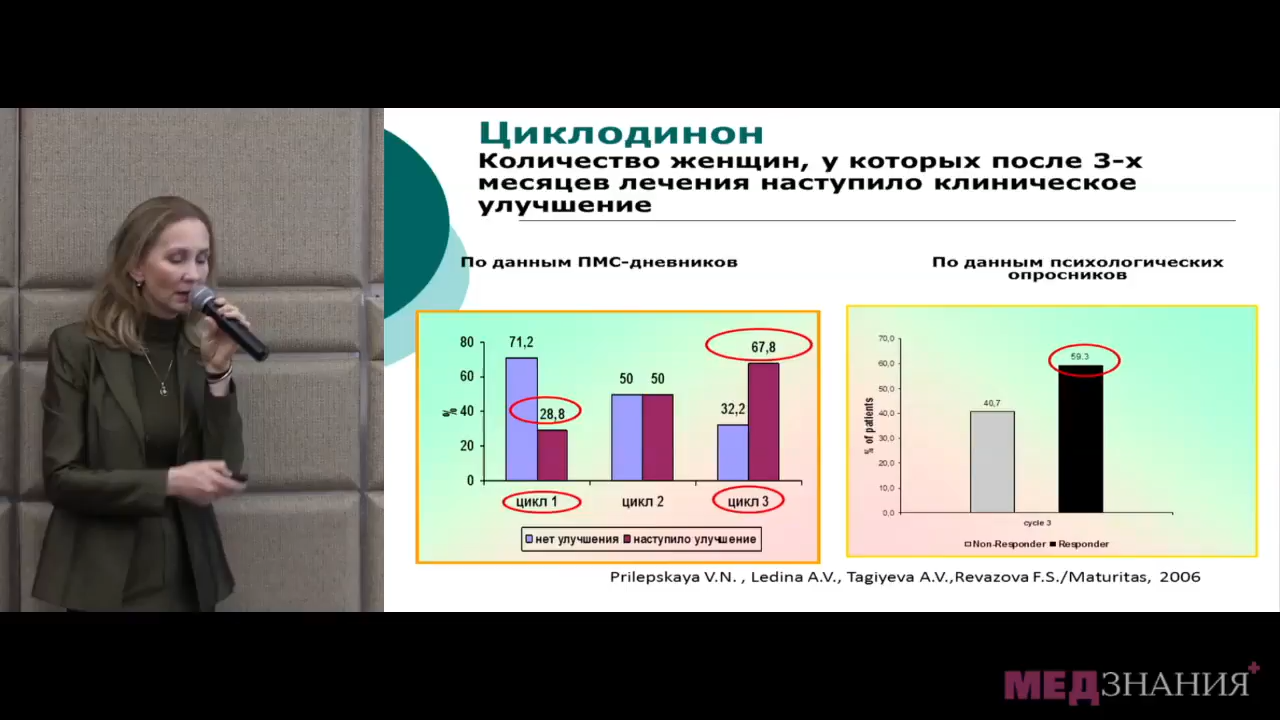 Циклодинон
Количество женщин, у которых после 3-х
месяцев лечения наступило клиническое
улучшение
По данным ПМС-дневников
80
60
40
20
0
%
71,2
28,8
50
50
32,2
67,8
цикл 1
цикл 2
цикл 3
нет улучшения
наступило улучшение
По данным психологических
опросников
70,0
60,0
50,0
40,0
30,0
20,0
10,0
0,0
% of patients
40,7
59.3
cycle 3
Non-Responder
Responder
Prilepskaya V.N. , Ledina A.V., Tagiyeva A.V.,Revazova F.S./Maturitas, 2006
МЕДЗНАНИЯ+